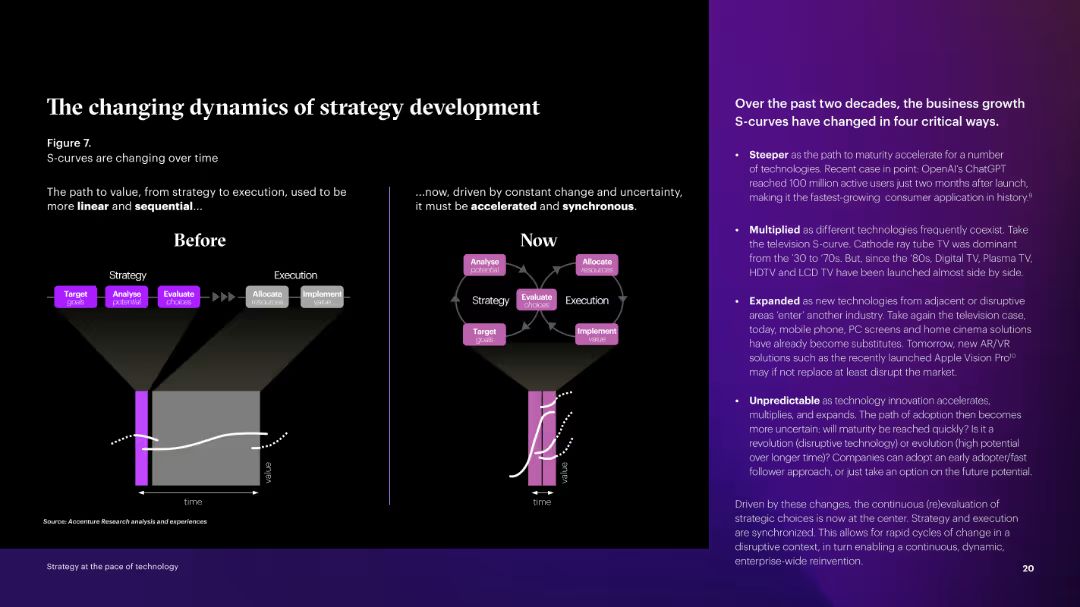 The changing dynamics of strategy development
Figure 7.
S-curves are changing over time
The path to value, from strategy to execution, used to be
more linear and sequential...
Before
Strategy
Execution
Target
goals
Analyse
potential
Evaluate
choices
Allocate
resources
Implement
value
value
time
...now, driven by constant change and uncertainty,
it must be accelerated and synchronous.
Now
Analyse
potential
Allocate
resources
Strategy
Evaluate
choices
Execution
Target
goals
Implement
value
value
time
Source: Accenture Research analysis and experiences
Over the past two decades, the business growth
S-curves have changed in four critical ways.
• Steeper as the path to maturity accelerate for a number
of technologies. Recent case in point: OpenAI's ChatGPT
reached 100 million active users just two months after launch,
making it the fastest-growing consumer application in history.⁹
• Multiplied as different technologies frequently coexist. Take
the television S-curve. Cathode ray tube TV was dominant
from the '30 to '70s. But, since the '80s, Digital TV, Plasma TV,
HDTV and LCD TV have been launched almost side by side.
• Expanded as new technologies from adjacent or disruptive
areas 'enter' another industry. Take again the television case,
today, mobile phone, PC screens and home cinema solutions
have already become substitutes. Tomorrow, new AR/VR
solutions such as the recently launched Apple Vision Pro¹⁰
may if not replace at least disrupt the market.
• Unpredictable as technology innovation accelerates,
multiplies, and expands. The path of adoption then becomes
more uncertain; will maturity be reached quickly? Is it a
revolution (disruptive technology) or evolution (high potential
over longer time)? Companies can adopt an early adopter/fast
follower approach, or just take an option on the future potential.
Driven by these changes, the continuous (re)evaluation of
strategic choices is now at the center. Strategy and execution
are synchronized. This allows for rapid cycles of change in a
disruptive context, in turn enabling a continuous, dynamic,
enterprise-wide reinvention.
Strategy at the pace of technology
20